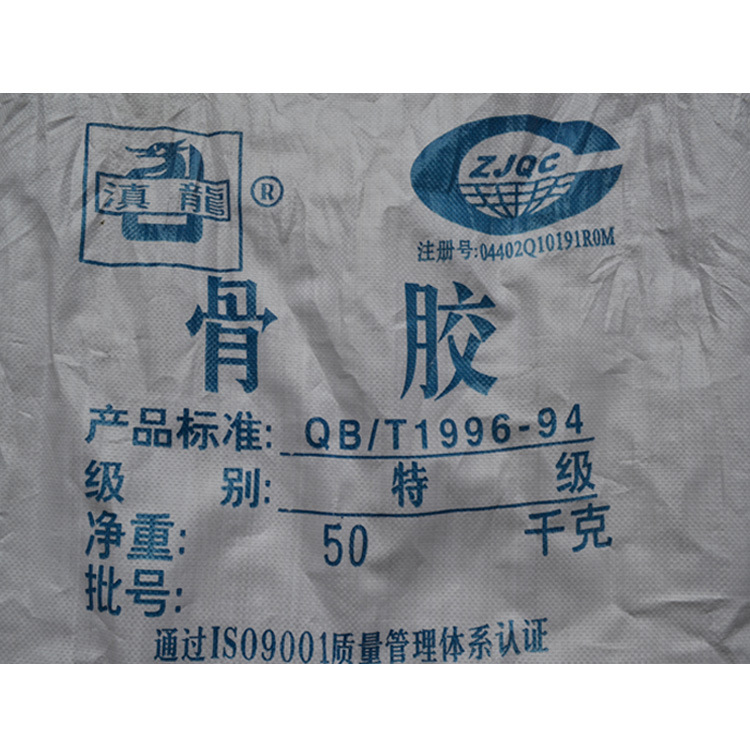 滇龍®
ZJQC
注册号:04402Q10191R0M
骨胶
产品标准: QB/T1996-94
级别: 特级
净重: 50 千克
批号:
通过ISO9001质量管理体系认证